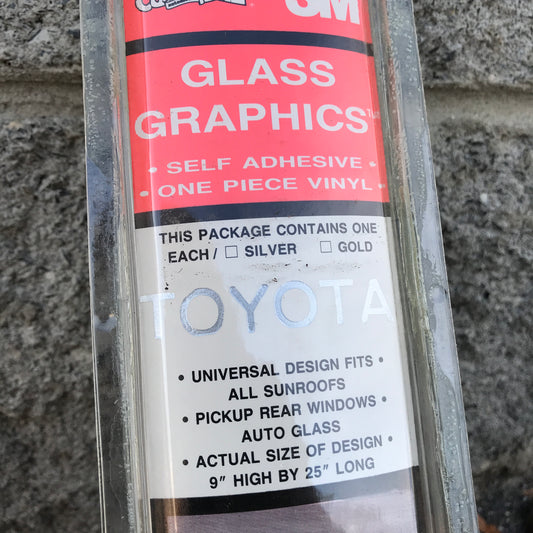 3M
GLASS
GRAPHICS™
• SELF ADHESIVE •
• ONE PIECE VINYL •
THIS PACKAGE CONTAINS ONE
EACH / ☐ SILVER ☐ GOLD
TOYOTA
• UNIVERSAL DESIGN FITS •
ALL SUNROOFS
• PICKUP REAR WINDOWS •
AUTO GLASS
• ACTUAL SIZE OF DESIGN •
9" HIGH BY 25" LONG